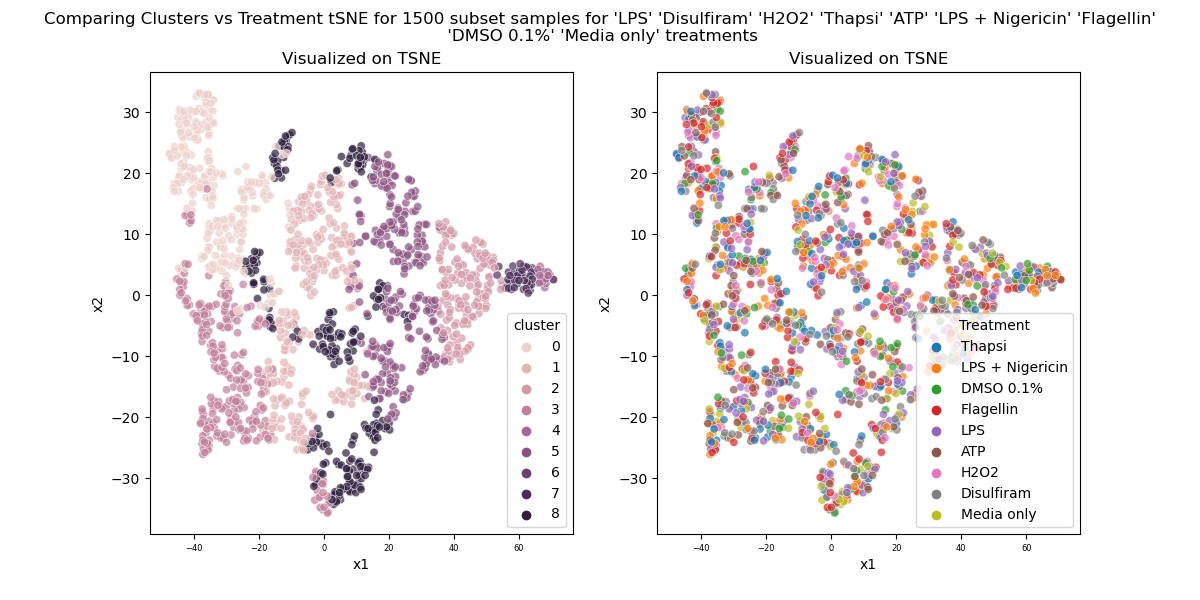 Comparing Clusters vs Treatment tSNE for 1500 subset samples for 'LPS' 'Disulfiram' 'H2O2' 'Thapsi' 'ATP' 'LPS + Nigericin' 'Flagellin'
'DMSO 0.1%' 'Media only' treatments
Visualized on TSNE
x2
30
20
10
0
−10
−20
−30
−40
−20
0
20
40
60
x1
cluster
0
1
2
3
4
5
6
7
8
Visualized on TSNE
x2
30
20
10
0
−10
−20
−30
−40
−20
0
20
40
60
x1
Treatment
Thapsi
LPS + Nigericin
DMSO 0.1%
Flagellin
LPS
ATP
H2O2
Disulfiram
Media only